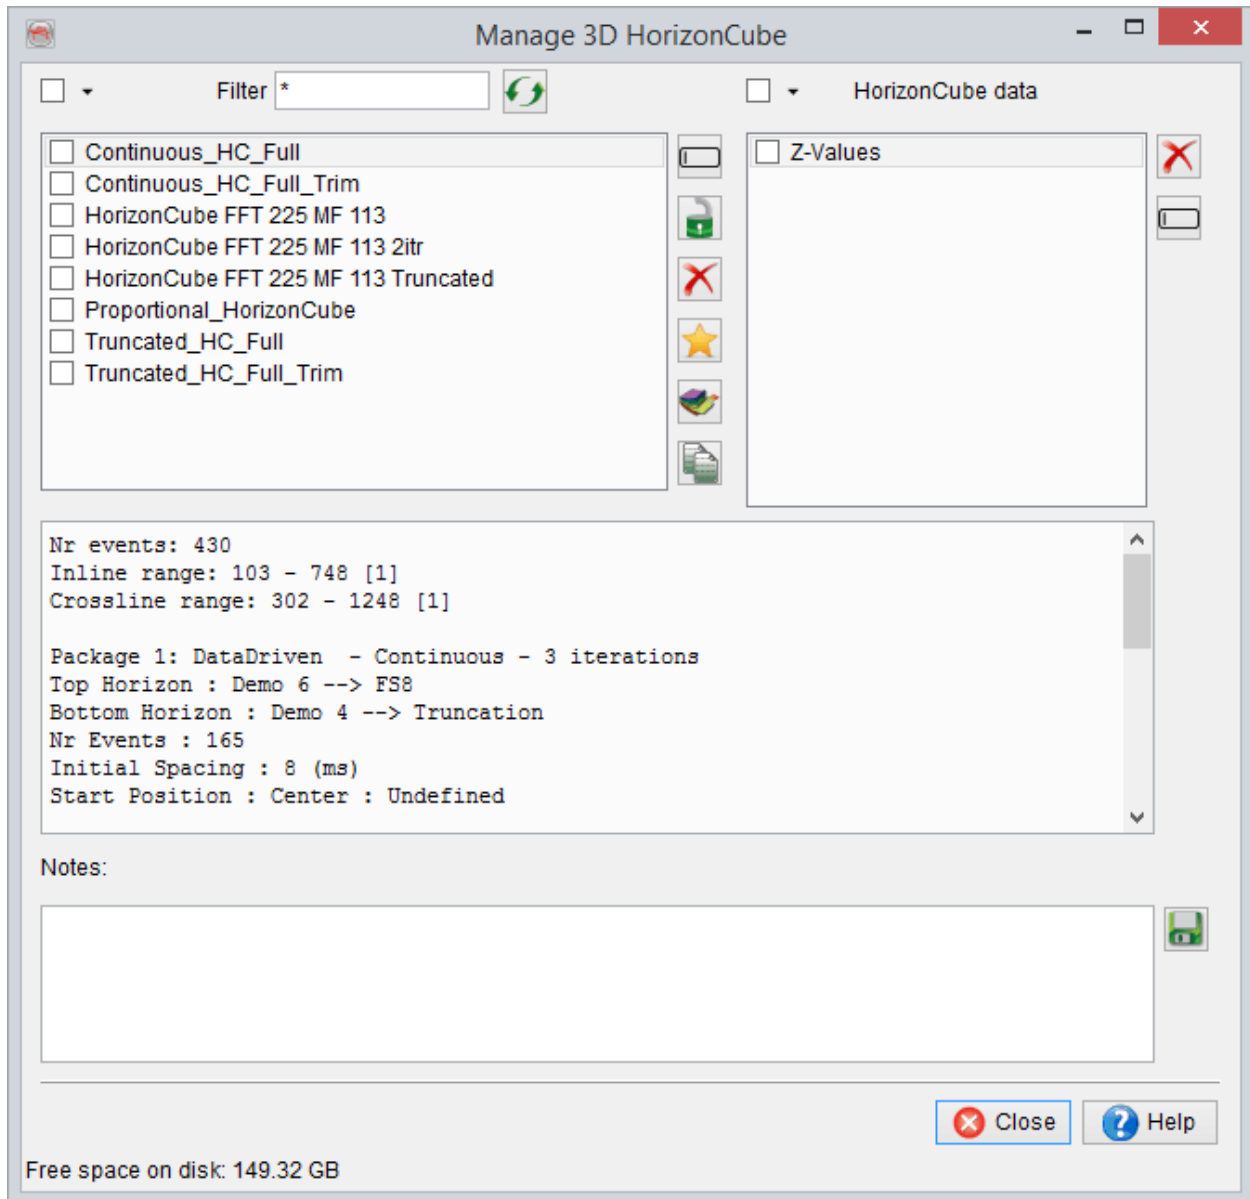 Manage 3D HorizonCube
Filter * HorizonCube data
Continuous_HC_Full
Continuous_HC_Full_Trim
HorizonCube FFT 225 MF 113
HorizonCube FFT 225 MF 113 2itr
HorizonCube FFT 225 MF 113 Truncated
Proportional_HorizonCube
Truncated_HC_Full
Truncated_HC_Full_Trim
Z-Values
Nr events: 430
Inline range: 103 - 748 [1]
Crossline range: 302 - 1248 [1]
Package 1: DataDriven  - Continuous - 3 iterations
Top Horizon : Demo 6 --> FS8
Bottom Horizon : Demo 4 --> Truncation
Nr Events : 165
Initial Spacing : 8 (ms)
Start Position : Center : Undefined
Notes:
Close Help
Free space on disk: 149.32 GB